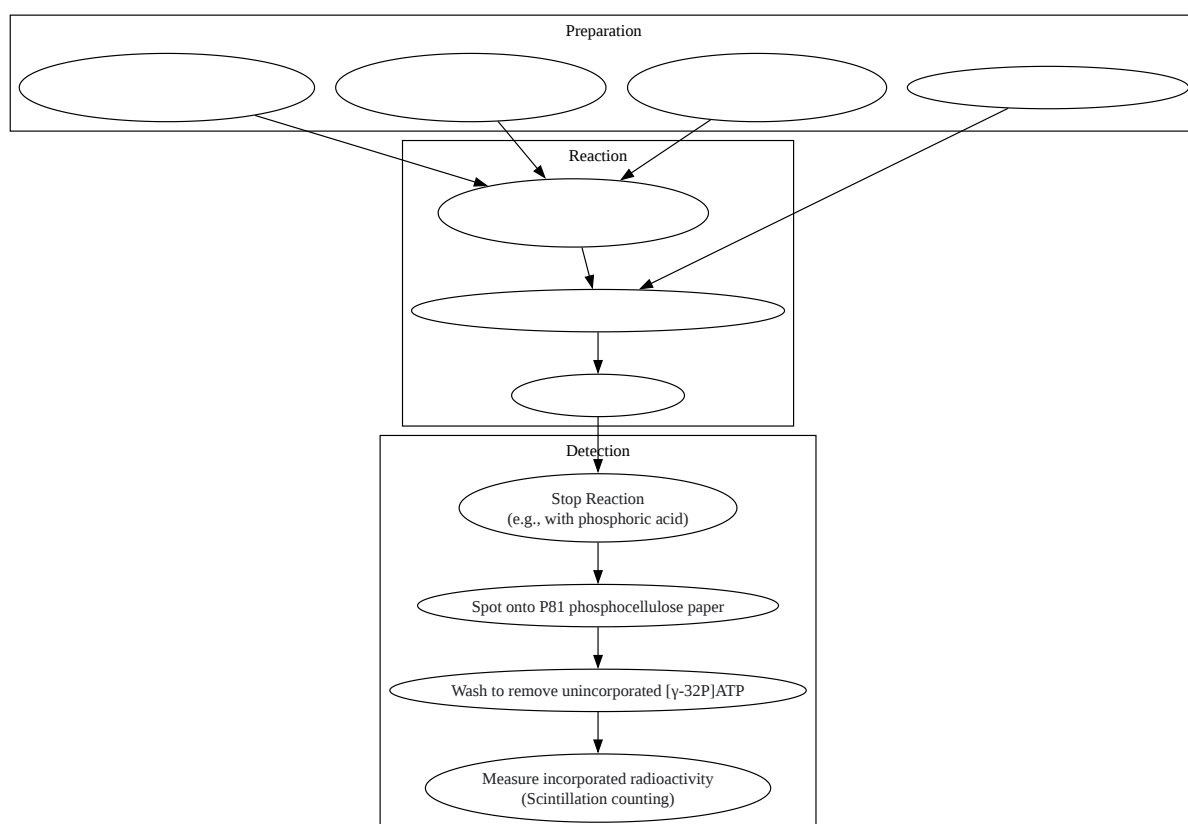 Preparation
Reaction
Detection
Stop Reaction
(e.g., with phosphoric acid)
Spot onto P81 phosphocellulose paper
Wash to remove unincorporated [γ-32P]ATP
Measure incorporated radioactivity
(Scintillation counting)